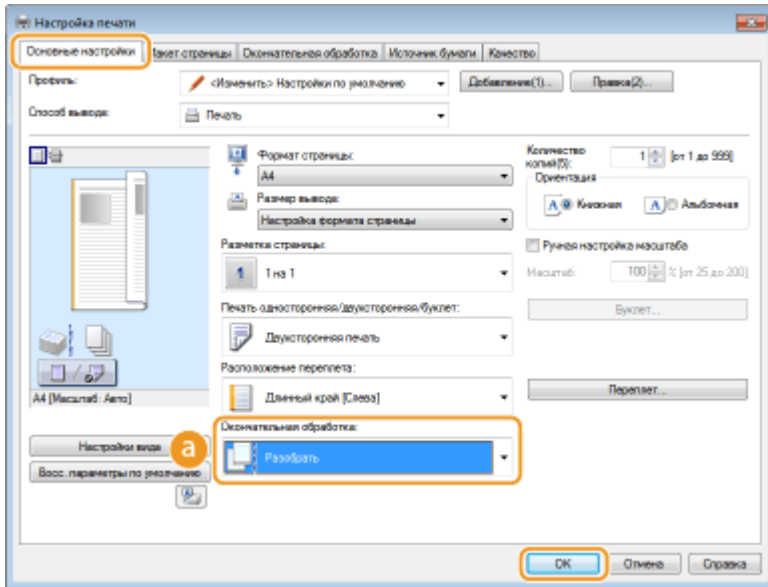 Настройка печати
Основные настройки Макет страницы Окончательная обработка Источник бумаги Качество
Профиль: <Изменить> Настройки по умолчанию Добавление(1)... Правка(2)...
Способ вывода: Печать
Формат страницы:
A4
Размер вывода:
Настройка формата страницы
Разметка страницы:
1 1 на 1
Печать односторонняя/двухсторонняя/буклет:
Двухсторонняя печать
Расположение переплета:
Длинный край [Слева]
Окончательная обработка:
a Разобрать
Количество копий(5): 1 [от 1 до 999]
Ориентация
A Книжная A Альбомная
Ручная настройка масштаба
Масштаб: 100 % [от 25 до 200]
Буклет...
Переплет...
A4 [Масштаб: Авто]
Настройки вида
Восс. параметры по умолчанию
OK Отмена Справка